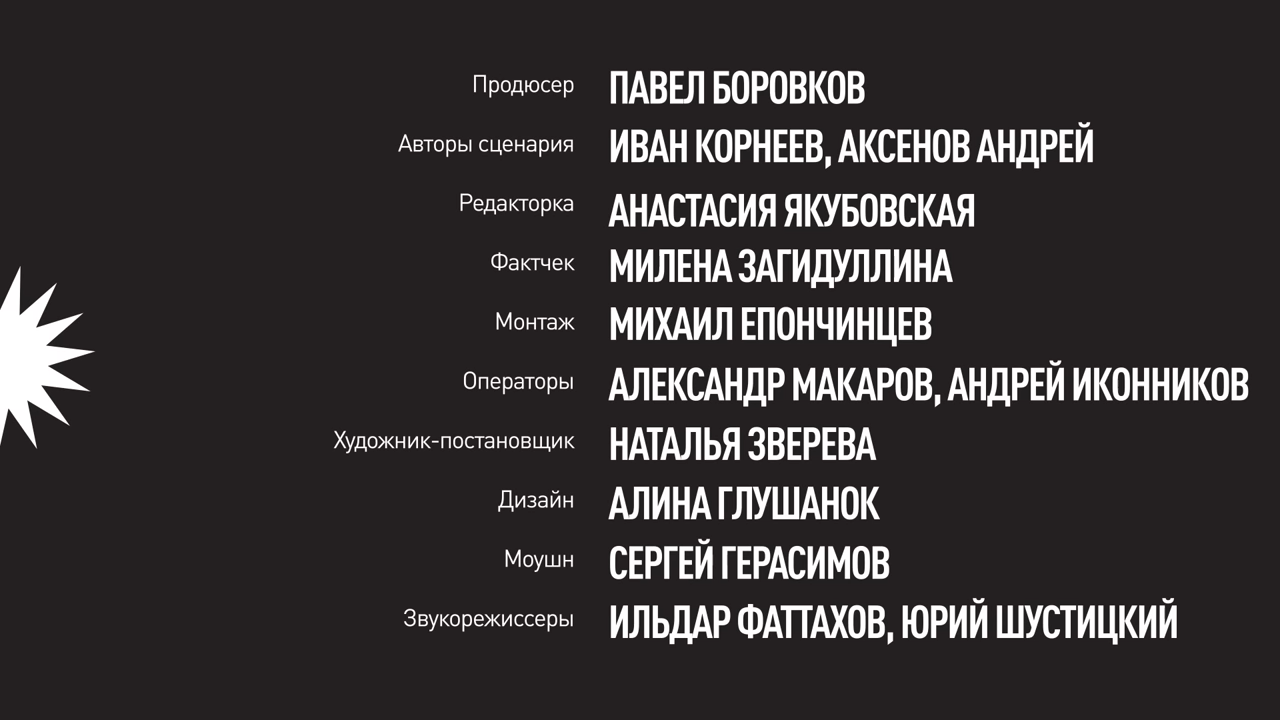 Продюсер ПАВЕЛ БОРОВКОВ
Авторы сценария ИВАН КОРНЕЕВ, АКСЕНОВ АНДРЕЙ
Редакторка АНАСТАСИЯ ЯКУБОВСКАЯ
Фактчек МИЛЕНА ЗАГИДУЛЛИНА
Монтаж МИХАИЛ ЕПОНЧИНЦЕВ
Операторы АЛЕКСАНДР МАКАРОВ, АНДРЕЙ ИКОННИКОВ
Художник-постановщик НАТАЛЬЯ ЗВЕРЕВА
Дизайн АЛИНА ГЛУШАНОК
Моушн СЕРГЕЙ ГЕРАСИМОВ
Звукорежиссеры ИЛЬДАР ФАТТАХОВ, ЮРИЙ ШУСТИЦКИЙ